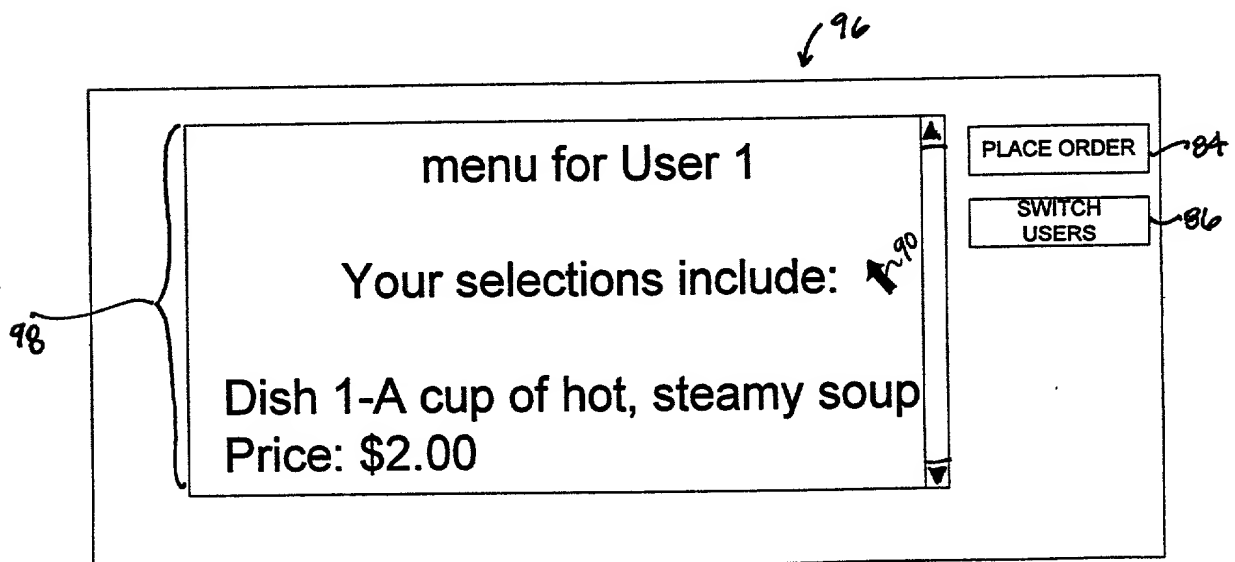 96
menu for User 1
PLACE ORDER
84
SWITCH
USERS
86
Your selections include:
90
98
Dish 1-A cup of hot, steamy soup
Price: $2.00